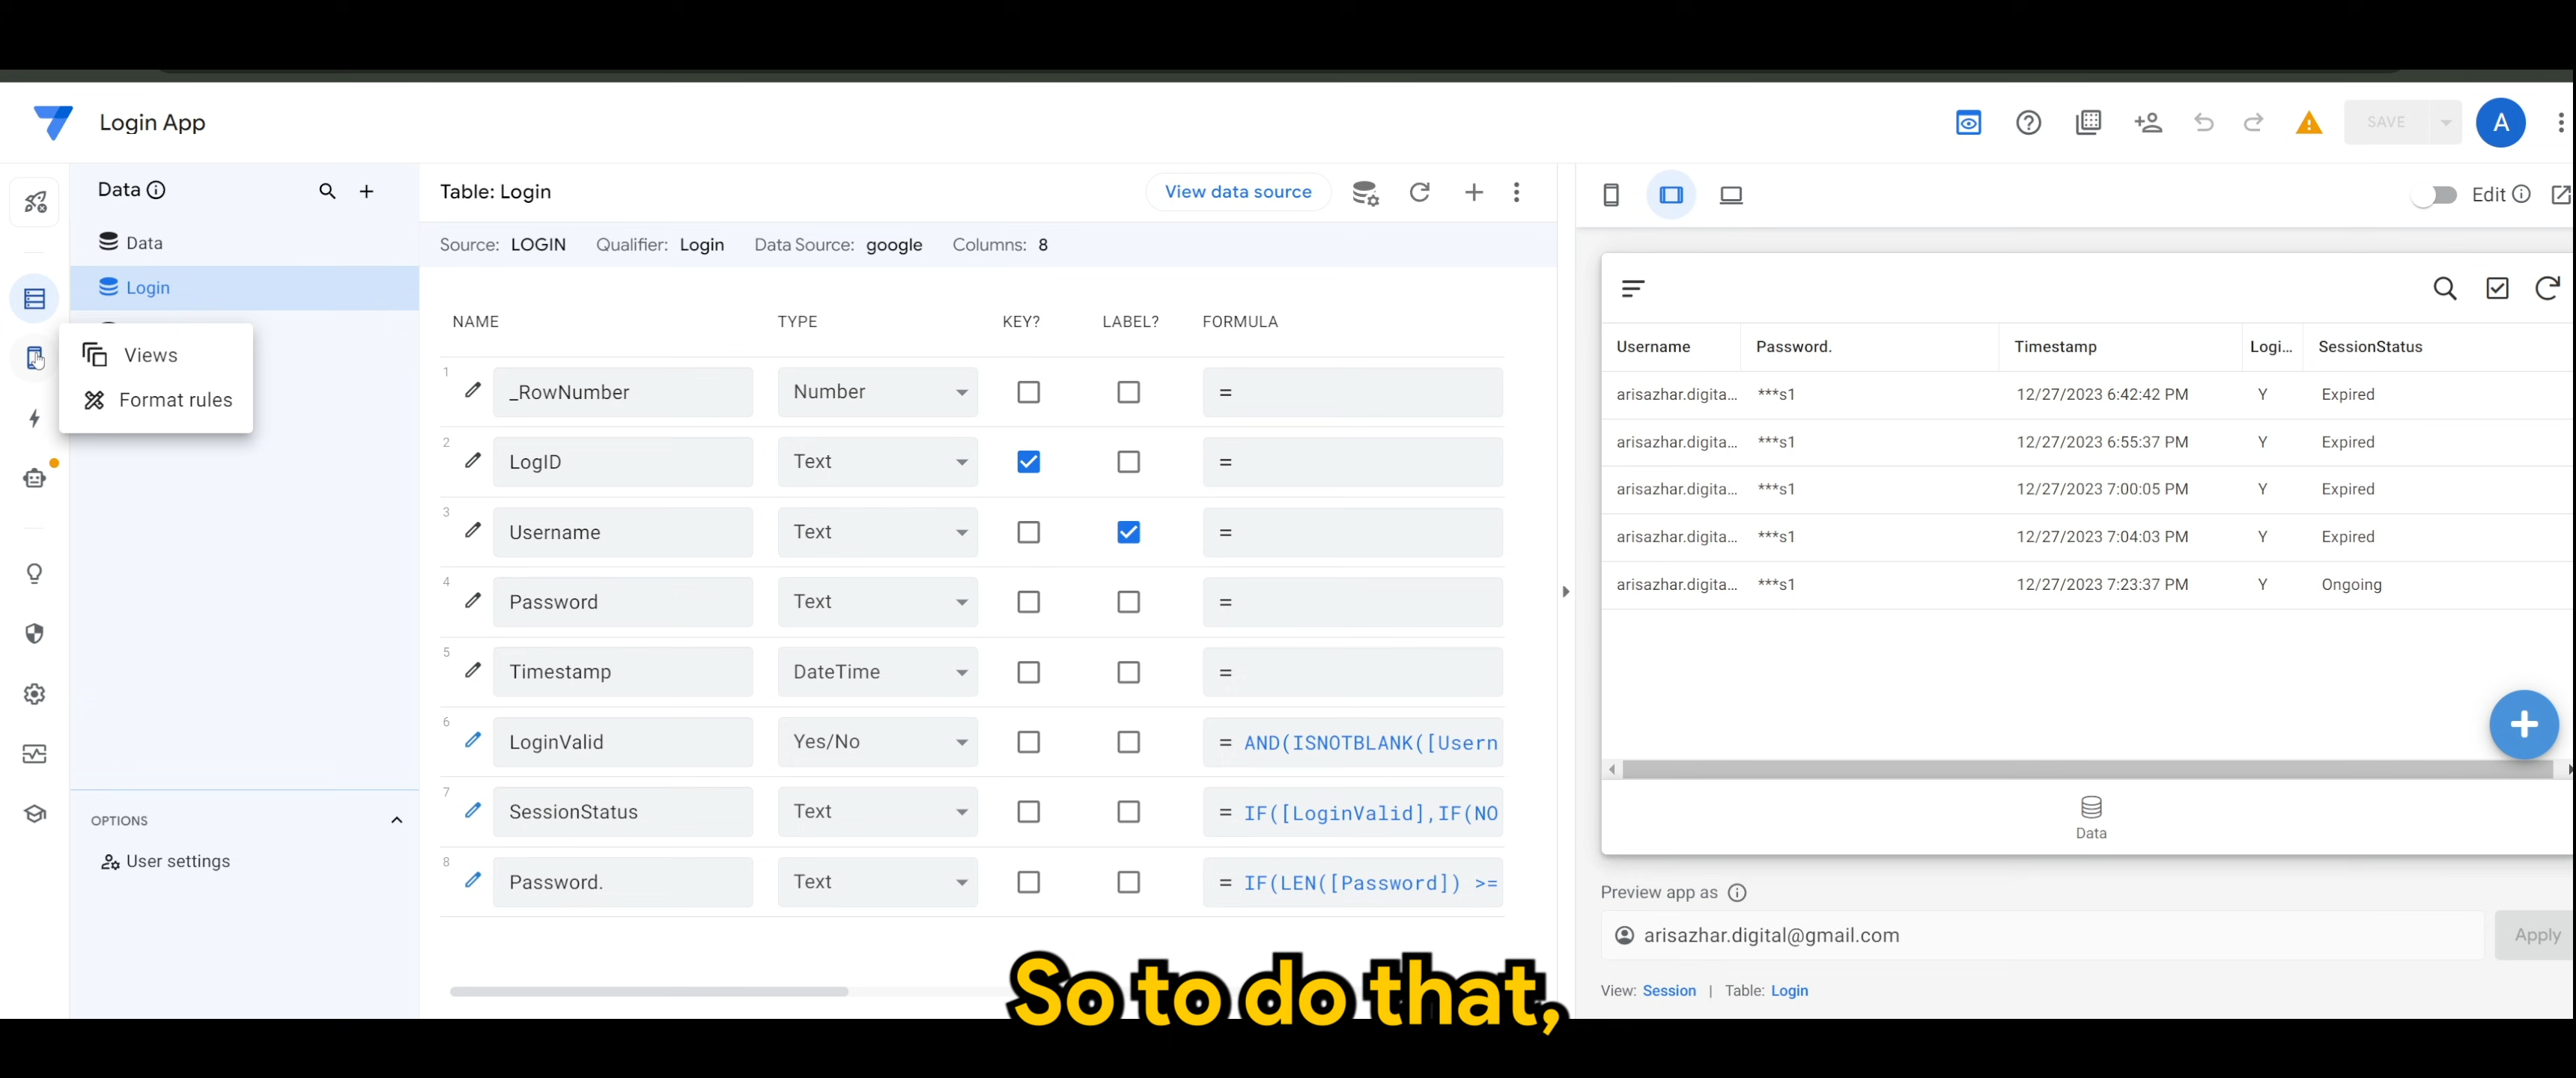 Login App
SAVE
A
Data
Data
Login
Views
Format rules
OPTIONS
User settings
Table: Login
View data source
Source: LOGIN Qualifier: Login Data Source: google Columns: 8
NAME TYPE KEY? LABEL? FORMULA
1 _RowNumber Number =
2 LogID Text =
3 Username Text =
4 Password Text =
5 Timestamp DateTime =
6 LoginValid Yes/No = AND(ISNOTBLANK([Usern
7 SessionStatus Text = IF([LoginValid],IF(NO
8 Password. Text = IF(LEN([Password]) >=
Edit
Username Password. Timestamp Logi... SessionStatus
arisazhar.digita... ***s1 12/27/2023 6:42:42 PM Y Expired
arisazhar.digita... ***s1 12/27/2023 6:55:37 PM Y Expired
arisazhar.digita... ***s1 12/27/2023 7:00:05 PM Y Expired
arisazhar.digita... ***s1 12/27/2023 7:04:03 PM Y Expired
arisazhar.digita... ***s1 12/27/2023 7:23:37 PM Y Ongoing
Data
Preview app as
arisazhar.digital@gmail.com
Apply
View: Session | Table: Login
So to do that,